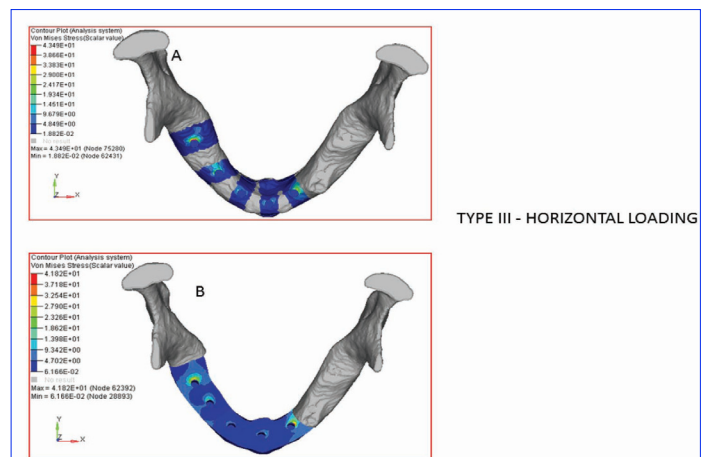 Contour Plot (Analysis system)
Von Mises Stress(Scalar value)
4.349E+01
3.866E+01
3.383E+01
2.900E+01
2.417E+01
1.934E+01
1.451E+01
9.679E+00
4.849E+00
1.882E-02
No result
Max = 4.349E+01 (Node 75280)
Min = 1.882E-02 (Node 62431)
A
Y
Z X
TYPE III - HORIZONTAL LOADING
Contour Plot (Analysis system)
Von Mises Stress(Scalar value)
4.182E+01
3.718E+01
3.254E+01
2.790E+01
2.326E+01
1.862E+01
1.398E+01
9.342E+00
4.702E+00
6.166E-02
No result
Max = 4.182E+01 (Node 62392)
Min = 6.166E-02 (Node 28893)
B
Y
Z X